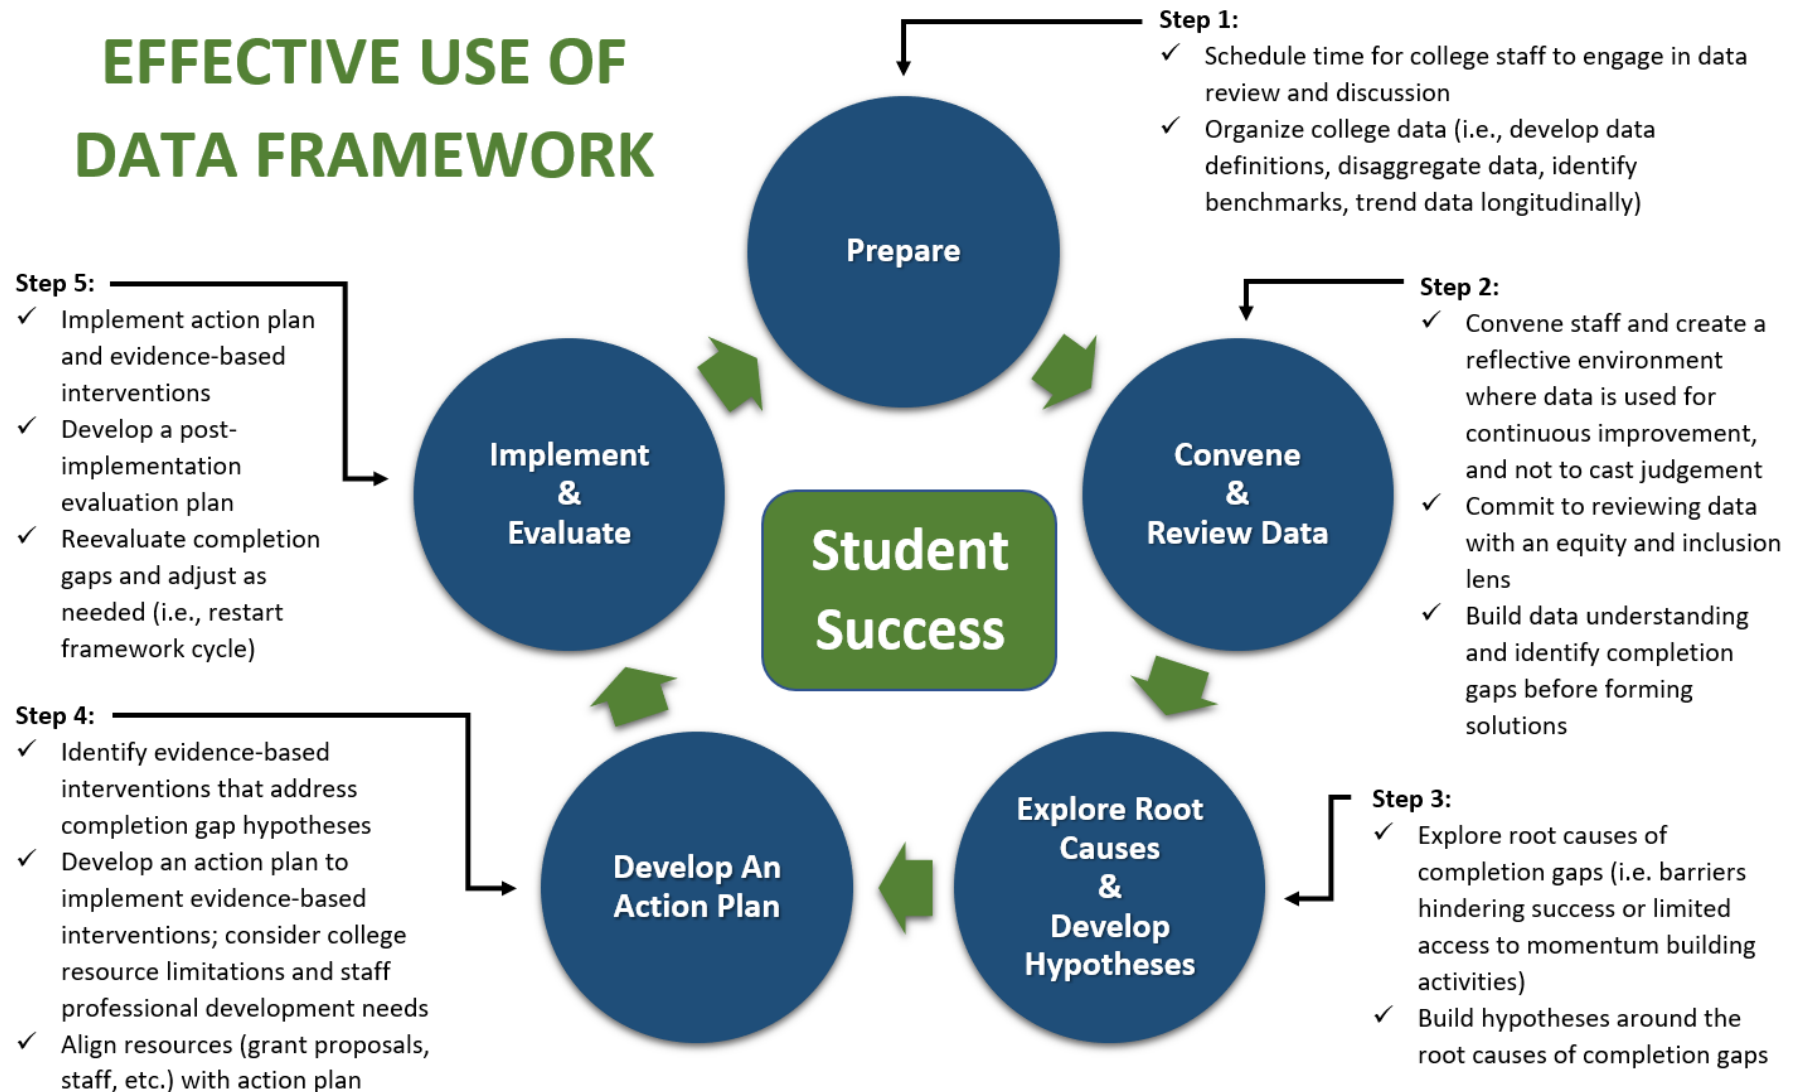 EFFECTIVE USE OF
DATA FRAMEWORK
Step 1:
✓ Schedule time for college staff to engage in data
review and discussion
✓ Organize college data (i.e., develop data
definitions, disaggregate data, identify
benchmarks, trend data longitudinally)
Prepare
Step 2:
✓ Convene staff and create a
reflective environment
where data is used for
continuous improvement,
and not to cast judgement
✓ Commit to reviewing data
with an equity and inclusion
lens
✓ Build data understanding
and identify completion
gaps before forming
solutions
Convene
&
Review Data
Step 3:
✓ Explore root causes of
completion gaps (i.e. barriers
hindering success or limited
access to momentum building
activities)
✓ Build hypotheses around the
root causes of completion gaps
Explore Root
Causes
&
Develop
Hypotheses
Step 4:
✓ Identify evidence-based
interventions that address
completion gap hypotheses
✓ Develop an action plan to
implement evidence-based
interventions; consider college
resource limitations and staff
professional development needs
✓ Align resources (grant proposals,
staff, etc.) with action plan
Develop An
Action Plan
Step 5:
✓ Implement action plan
and evidence-based
interventions
✓ Develop a post-
implementation
evaluation plan
✓ Reevaluate completion
gaps and adjust as
needed (i.e., restart
framework cycle)
Implement
&
Evaluate
Student
Success